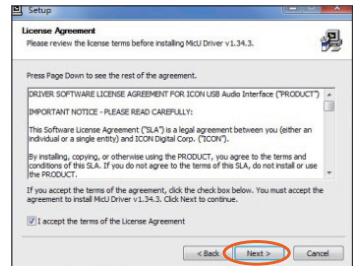 Setup
License Agreement
Please review the license terms before installing MicU Driver v1.34.3.
Press Page Down to see the rest of the agreement.
DRIVER SOFTWARE LICENSE AGREEMENT FOR ICON USB Audio Interface ("PRODUCT")
IMPORTANT NOTICE - PLEASE READ CAREFULLY:
This Software License Agreement ("SLA") is a legal agreement between you (either an
individual or a single entity) and ICON Digital Corp. ("ICON").
By installing, copying, or otherwise using the PRODUCT, you agree to the terms and
conditions of this SLA. If you do not agree to the terms of this SLA, do not install or use
the PRODUCT.
If you accept the terms of the agreement, click the check box below. You must accept the
agreement to install MicU Driver v1.34.3. Click Next to continue.
I accept the terms of the License Agreement
< Back Next > Cancel